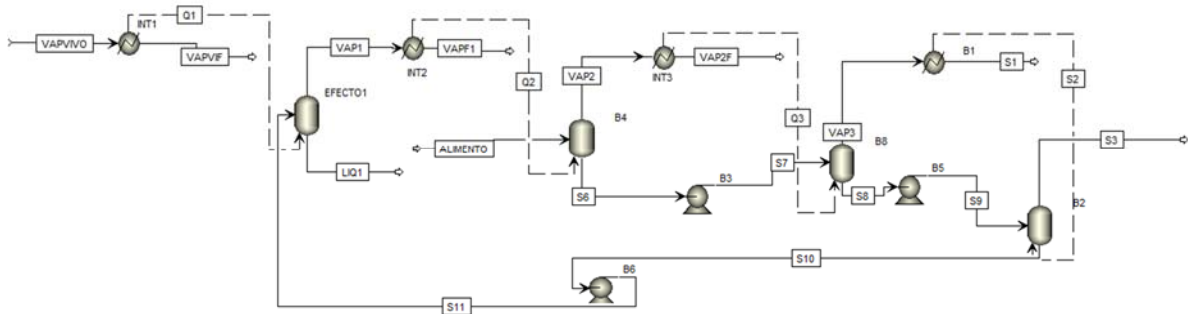 Q1
INT1
VAPVIVO
VAPVIF
VAP1
VAPF1
INT2
EFECTO1
LIQ1
ALIMENTO
Q2
VAP2
INT3
VAP2F
B4
Q3
S6
B3
S7
VAP3
B8
B1
S1
S2
S8
B5
S9
S3
B2
S10
B6
S11